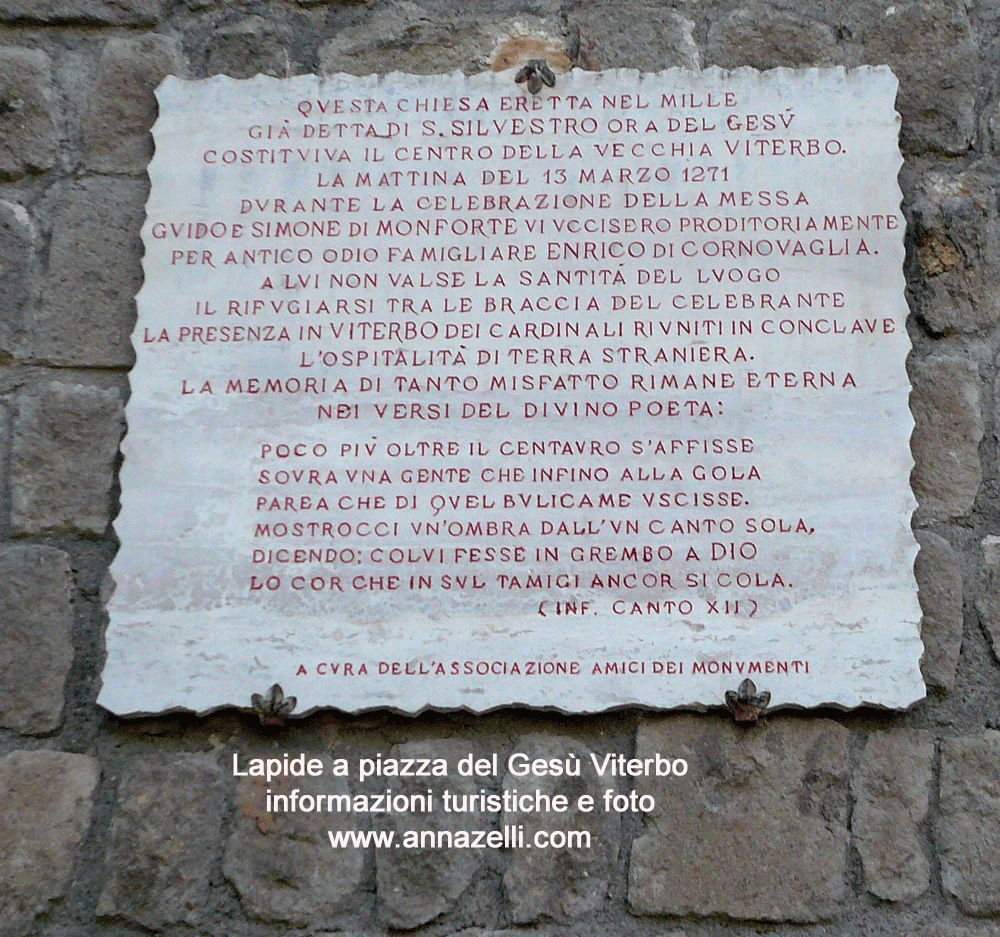 QVESTA CHIESA ERETTA NEL MILLE
GIÀ DETTA DI S. SILVESTRO ORA DEL GESV̀
COSTITVIVA IL CENTRO DELLA VECCHIA VITERBO.
LA MATTINA DEL 13 MARZO 1271
DVRANTE LA CELEBRAZIONE DELLA MESSA
GVIDO E SIMONE DI MONFORTE VI VCCISERO PRODITORIAMENTE
PER ANTICO ODIO FAMIGLIARE ENRICO DI CORNOVAGLIA.
A LVI NON VALSE LA SANTITÀ DEL LVOGO
IL RIFVGIARSI TRA LE BRACCIA DEL CELEBRANTE
LA PRESENZA IN VITERBO DEI CARDINALI RIVNITI IN CONCLAVE
L'OSPITALITÀ DI TERRA STRANIERA.
LA MEMORIA DI TANTO MISFATTO RIMANE ETERNA
NEI VERSI DEL DIVINO POETA:
POCO PIV̀ OLTRE IL CENTAVRO S'AFFISSE
SOVRA VNA GENTE CHE INFINO ALLA GOLA
PAREA CHE DI QVEL BVLICAME VSCISSE.
MOSTROCCI VN'OMBRA DALL'VN CANTO SOLA,
DICENDO: COLVI FESSE IN GREMBO A DIO
LO COR CHE IN SVL TAMIGI ANCOR SI COLA.
(INF. CANTO XII)
A CVRA DELL'ASSOCIAZIONE AMICI DEI MONVMENTI
Lapide a piazza del Gesù Viterbo
informazioni turistiche e foto
www.annazelli.com